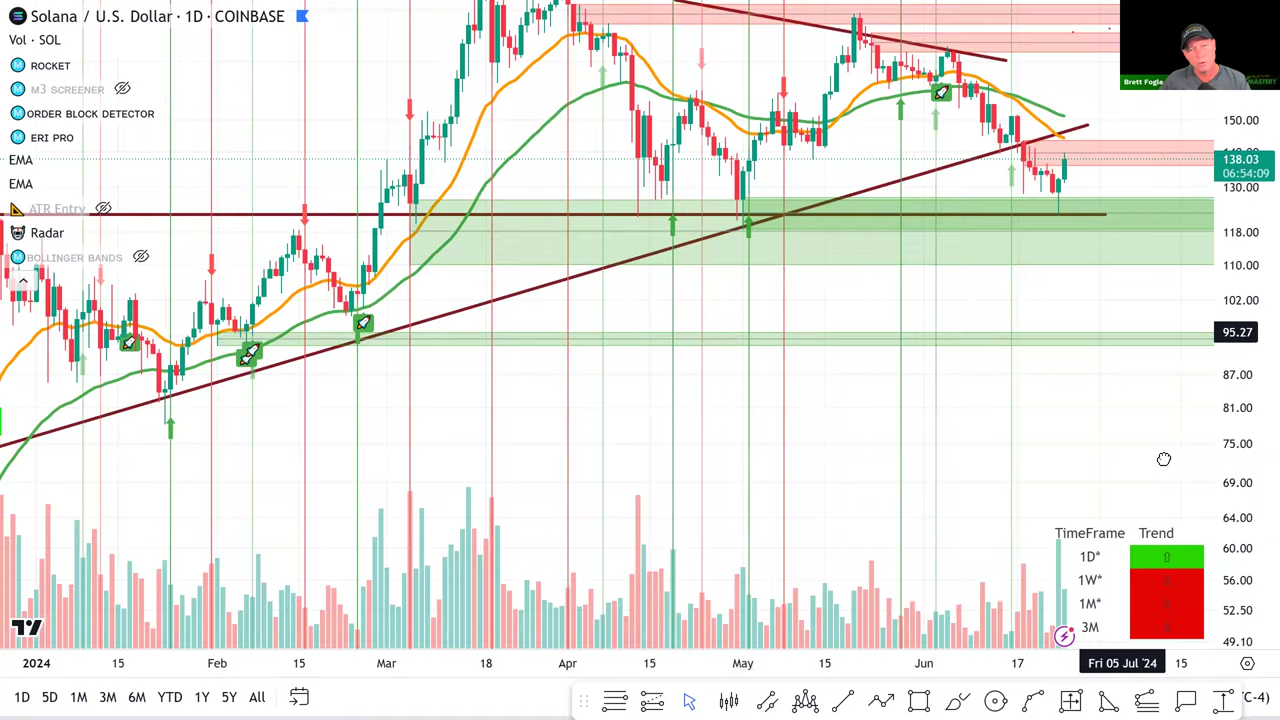 Solana / U.S. Dollar · 1D · COINBASE
Vol · SOL
ROCKET
M3 SCREENER
ORDER BLOCK DETECTOR
ERI PRO
EMA
EMA
ATR Entry
Radar
BOLLINGER BANDS
Brett Fogle
MASTERY
150.00
138.03
06:54:09
130.00
118.00
110.00
102.00
95.27
87.00
81.00
75.00
69.00
64.00
60.00
56.00
52.50
49.10
TimeFrame Trend
1D*
1W*
1M*
3M
2024 15 Feb 15 Mar 18 Apr 15 May 15 Jun 17 Fri 05 Jul '24 15
1D 5D 1M 3M 6M YTD 1Y 5Y All
C-4)